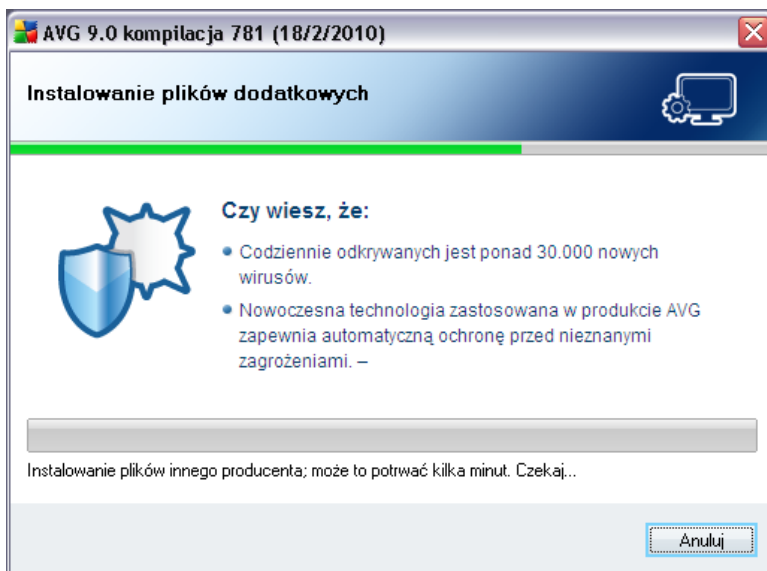 AVG 9.0 kompilacja 781 (18/2/2010)
Instalowanie plików dodatkowych
Czy wiesz, że:
Codziennie odkrywanych jest ponad 30.000 nowych
wirusów.
Nowoczesna technologia zastosowana w produkcie AVG
zapewnia automatyczną ochronę przed nieznanymi
zagrożeniami. –
Instalowanie plików innego producenta; może to potrwać kilka minut. Czekaj...
Anuluj